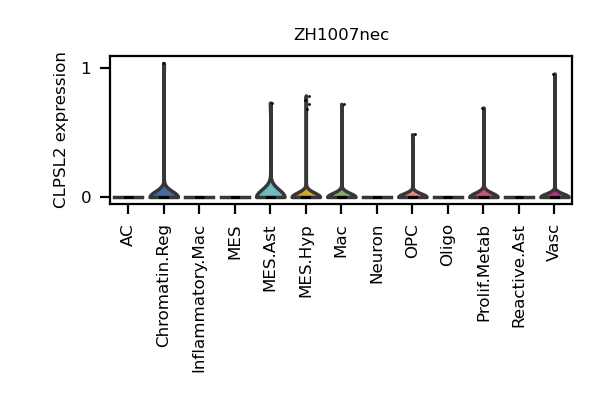 ZH1007nec
CLPSL2 expression
1
0
AC
Chromatin.Reg
Inflammatory.Mac
MES
MES.Ast
MES.Hyp
Mac
Neuron
OPC
Oligo
Prolif.Metab
Reactive.Ast
Vasc